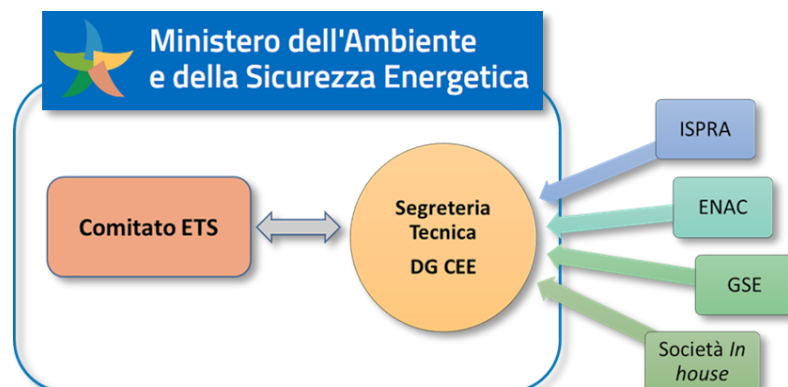 Ministero dell'Ambiente
e della Sicurezza Energetica
Comitato ETS
Segreteria
Tecnica
DG CEE
ISPRA
ENAC
GSE
Società In
house